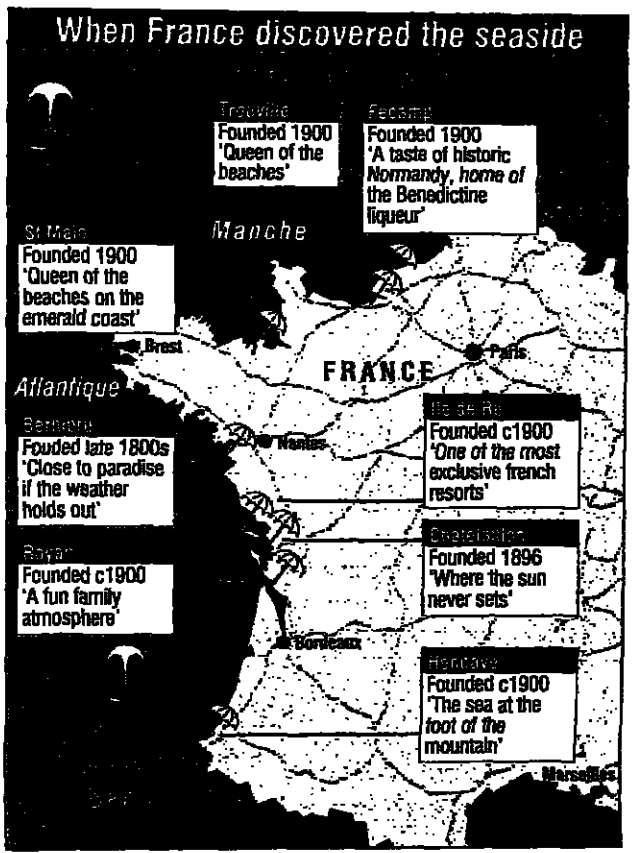 When France discovered the seaside
Trouville
Founded 1900
'Queen of the
beaches'
Fecamp
Founded 1900
'A taste of historic
Normandy, home of
the Benedictine
liqueur'
St Malo
Founded 1900
'Queen of the
beaches on the
emerald coast'
Manche
Brest
Paris
FRANCE
Atlantique
Fouded late 1800s
'Close to paradise
if the weather
holds out'
Nantes
Ile de Re
Founded c1900
'One of the most
exclusive french
resorts'
Royan
Founded c1900
'A fun family
atmosphere'
Founded 1896
'Where the sun
never sets'
Bordeaux
Hendaye
Founded c1900
'The sea at the
foot of the
mountain'
Marseilles